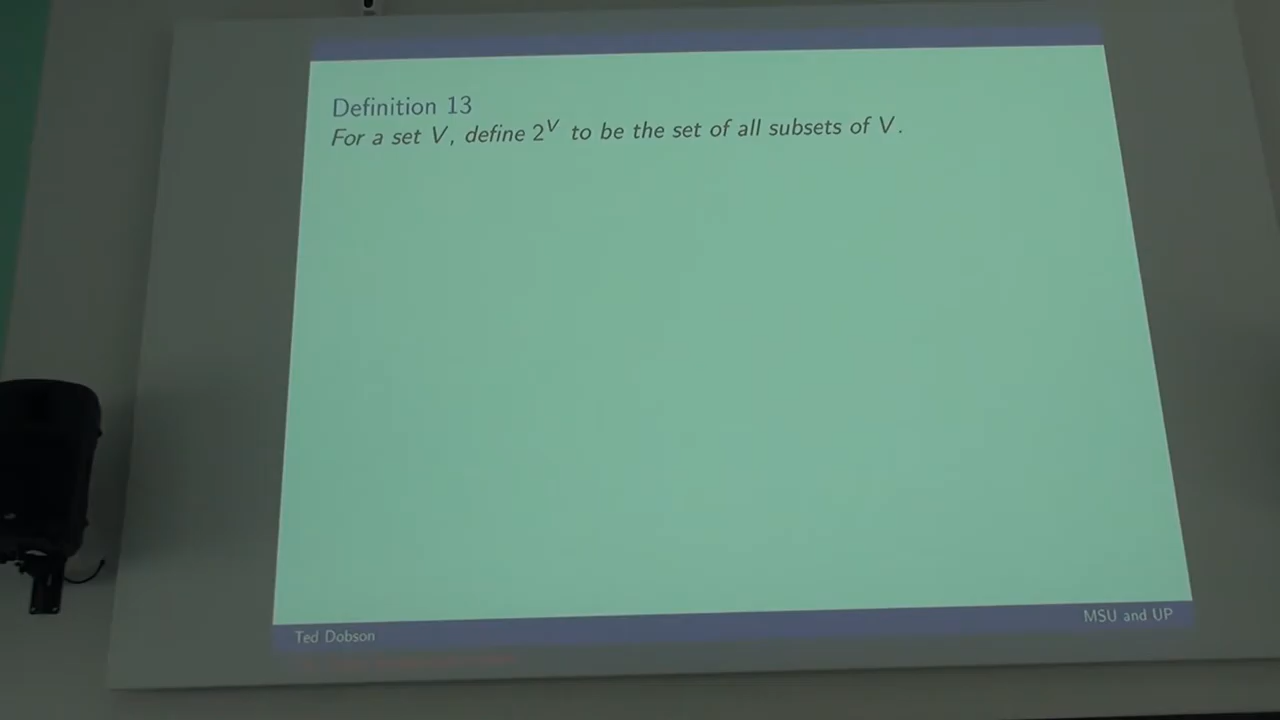 Definition 13
For a set V, define 2^V to be the set of all subsets of V.
Ted Dobson
MSU and UP